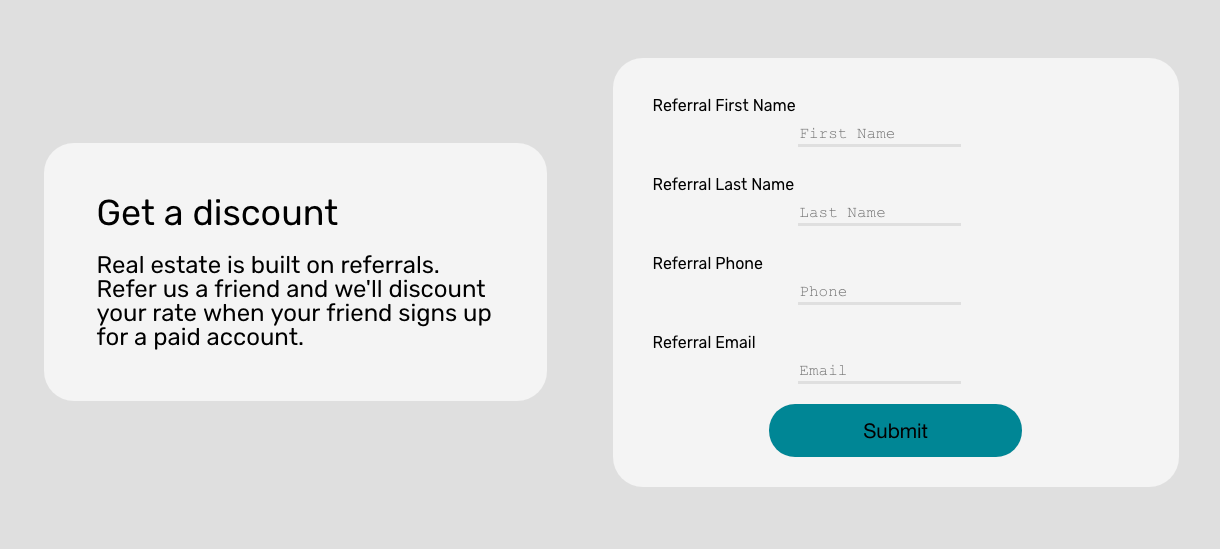 Get a discount
Real estate is built on referrals.
Refer us a friend and we'll discount
your rate when your friend signs up
for a paid account.
Referral First Name
First Name
Referral Last Name
Last Name
Referral Phone
Phone
Referral Email
Email
Submit